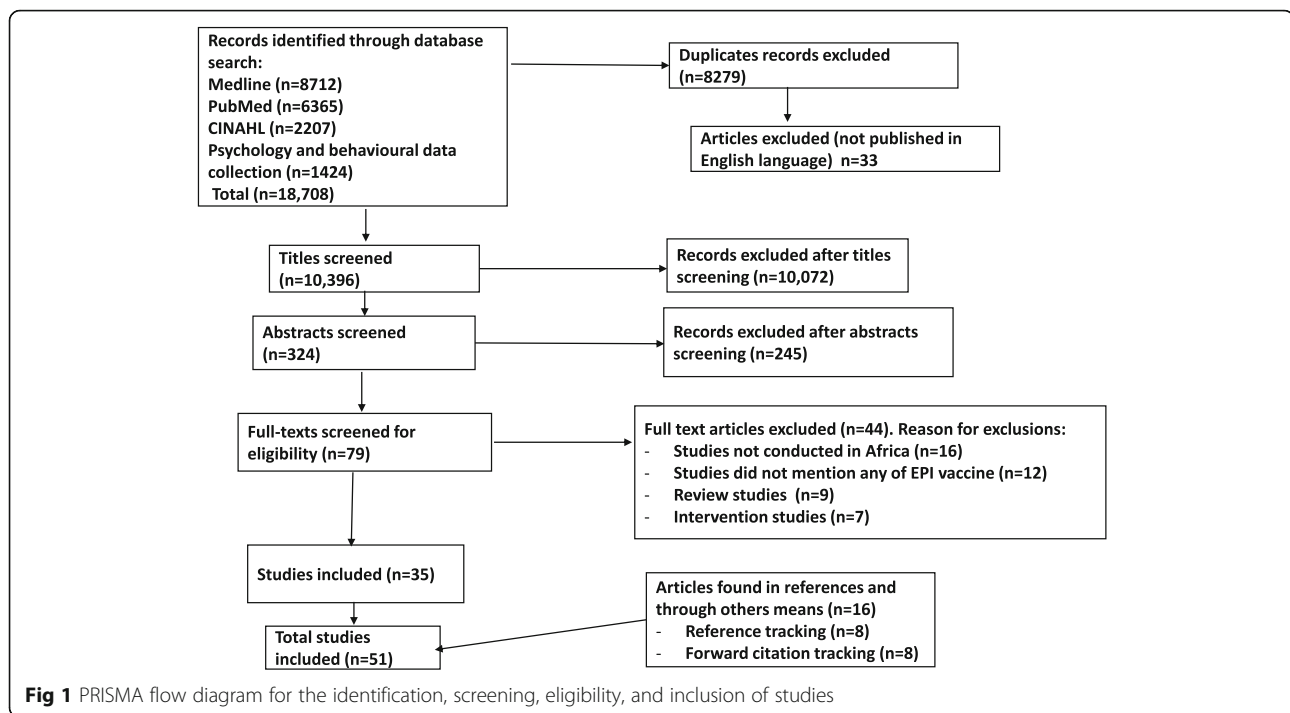 Records identified through database
search:
Medline (n=8712)
PubMed (n=6365)
CINAHL (n=2207)
Psychology and behavioural data
collection (n=1424)
Total (n=18,708)
Duplicates records excluded
(n=8279)
Articles excluded (not published in
English language) n=33
Titles screened
(n=10,396)
Records excluded after titles
screening (n=10,072)
Abstracts screened
(n=324)
Records excluded after abstracts
screening (n=245)
Full-texts screened for
eligibility (n=79)
Full text articles excluded (n=44). Reason for exclusions:
- Studies not conducted in Africa (n=16)
- Studies did not mention any of EPI vaccine (n=12)
- Review studies (n=9)
- Intervention studies (n=7)
Studies included (n=35)
Articles found in references and
through others means (n=16)
- Reference tracking (n=8)
- Forward citation tracking (n=8)
Total studies
included (n=51)
Fig 1 PRISMA flow diagram for the identification, screening, eligibility, and inclusion of studies